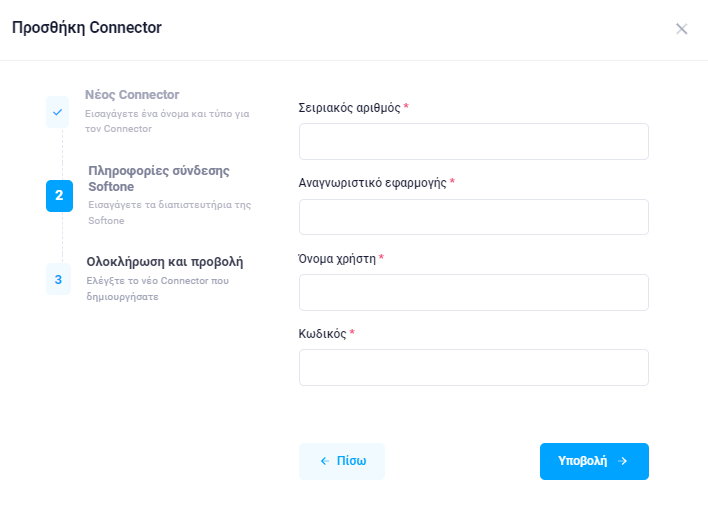 Προσθήκη Connector
Νέος Connector
Εισαγάγετε ένα όνομα και τύπο για
τον Connector
2
Πληροφορίες σύνδεσης
Softone
Εισαγάγετε τα διαπιστευτήρια της
Softone
3
Ολοκλήρωση και προβολή
Ελέγξτε το νέο Connector που
δημιουργήσατε
Σειριακός αριθμός *
Αναγνωριστικό εφαρμογής *
Όνομα χρήστη *
Κωδικός *
Πίσω
Υποβολή